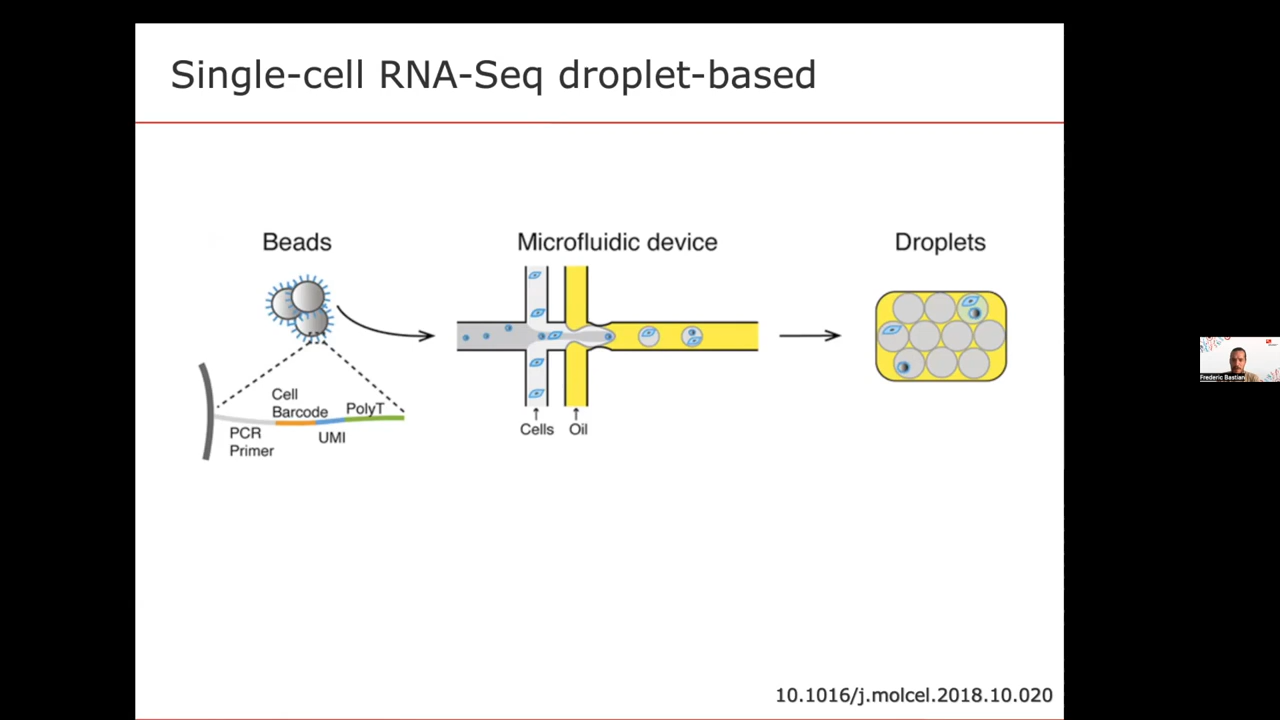 Single-cell RNA-Seq droplet-based
Beads
Microfluidic device
Droplets
Cell
Barcode
PolyT
PCR
Primer
UMI
Cells
Oil
Frederic Bastian
10.1016/j.molcel.2018.10.020